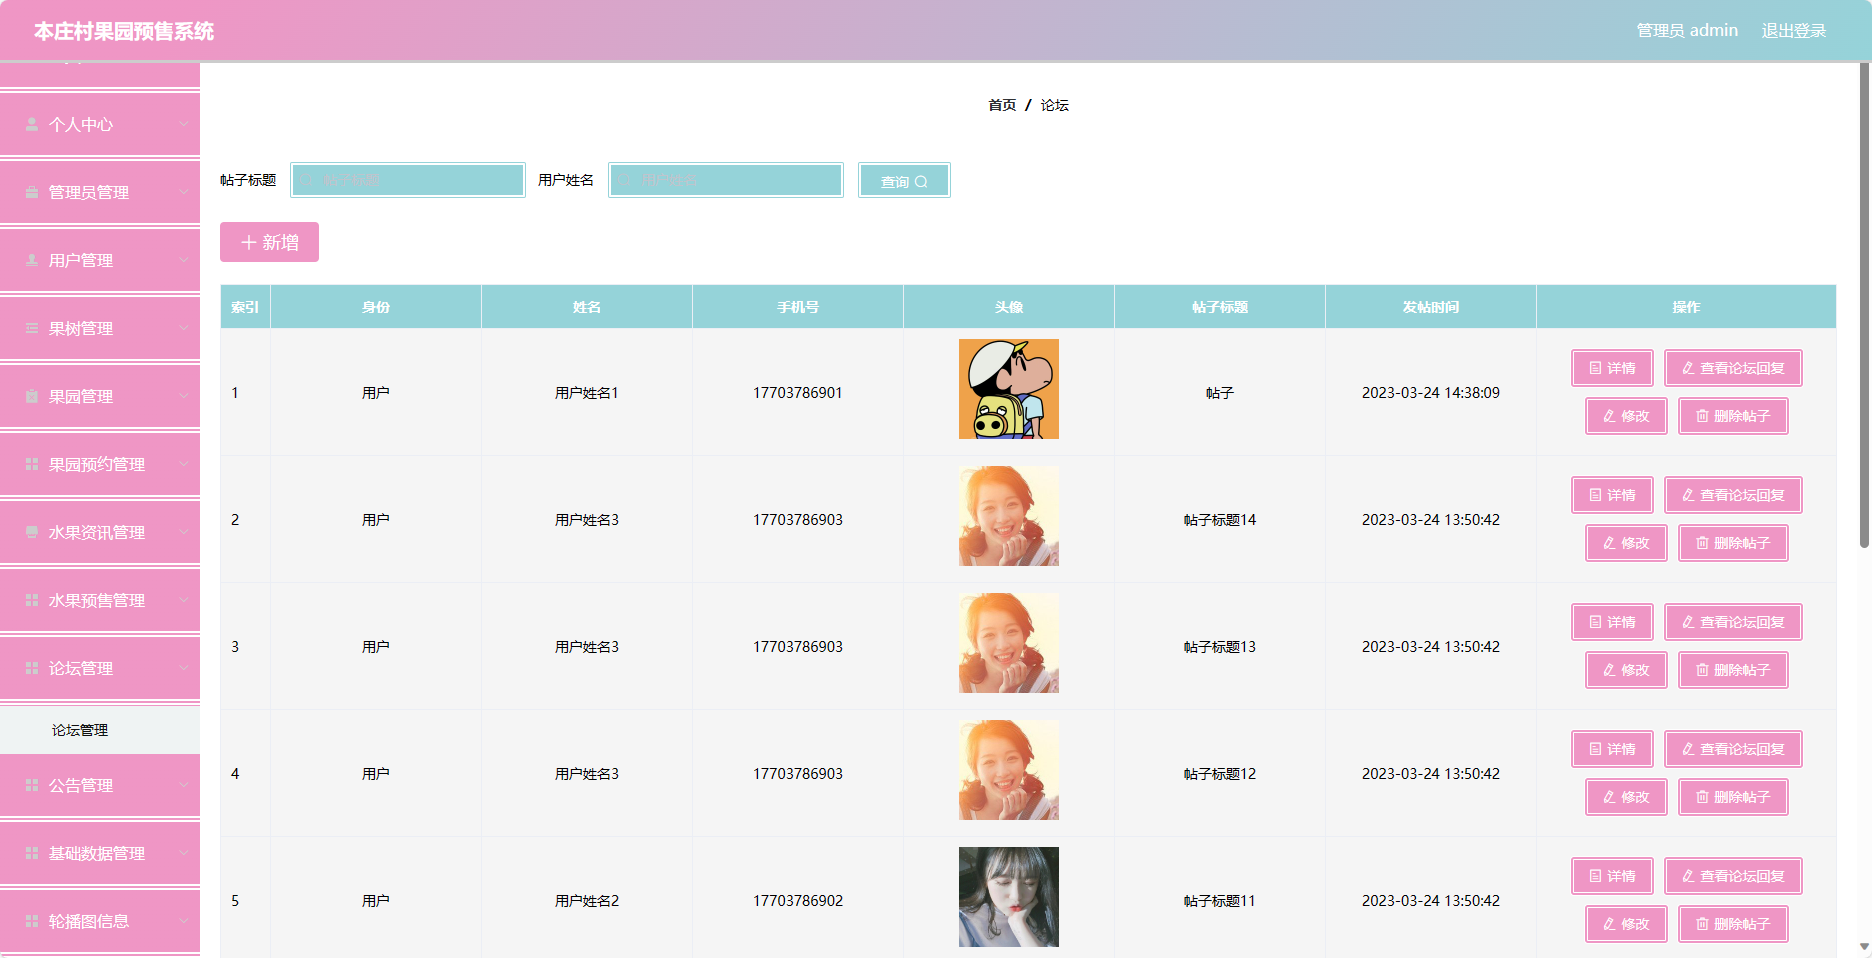 本庄村果园预售系统
管理员 admin 退出登录
个人中心
管理员管理
用户管理
果树管理
果园管理
果园预约管理
水果资讯管理
水果预售管理
论坛管理
论坛管理
公告管理
基础数据管理
轮播图信息
首页 / 论坛
帖子标题 帖子标题 用户姓名 用户姓名 查询
新增
索引 身份 姓名 手机号 头像 帖子标题 发帖时间 操作
1 用户 用户姓名1 17703786901 帖子 2023-03-24 14:38:09
详情 查看论坛回复
修改 删除帖子
2 用户 用户姓名3 17703786903 帖子标题14 2023-03-24 13:50:42
详情 查看论坛回复
修改 删除帖子
3 用户 用户姓名3 17703786903 帖子标题13 2023-03-24 13:50:42
详情 查看论坛回复
修改 删除帖子
4 用户 用户姓名3 17703786903 帖子标题12 2023-03-24 13:50:42
详情 查看论坛回复
修改 删除帖子
5 用户 用户姓名2 17703786902 帖子标题11 2023-03-24 13:50:42
详情 查看论坛回复
修改 删除帖子